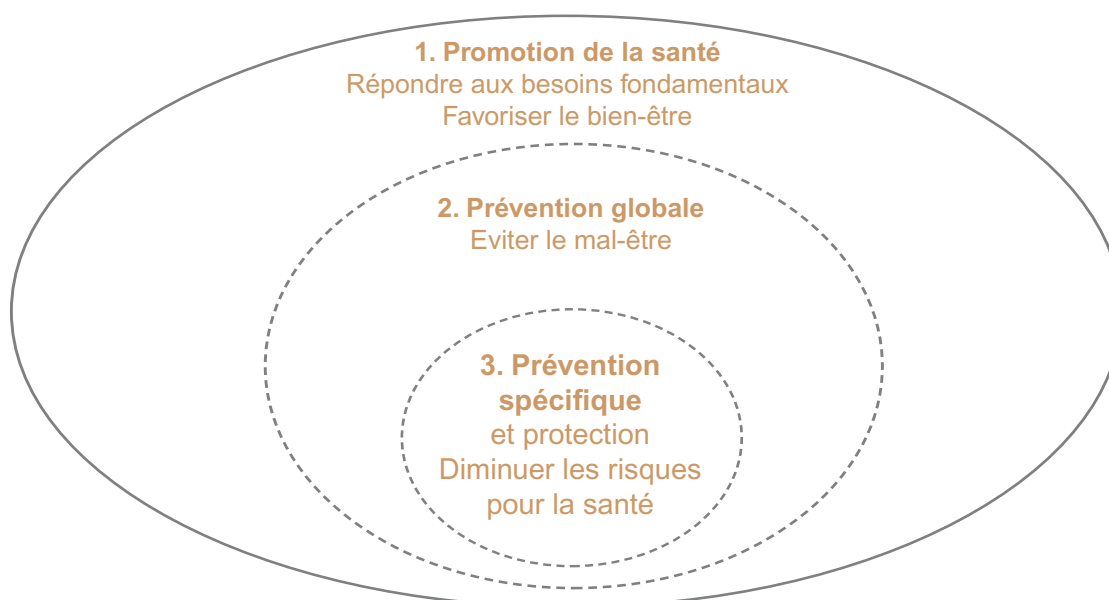 1. Promotion de la santé
Répondre aux besoins fondamentaux
Favoriser le bien-être
2. Prévention globale
Eviter le mal-être
3. Prévention
spécifique
et protection
Diminuer les risques
pour la santé